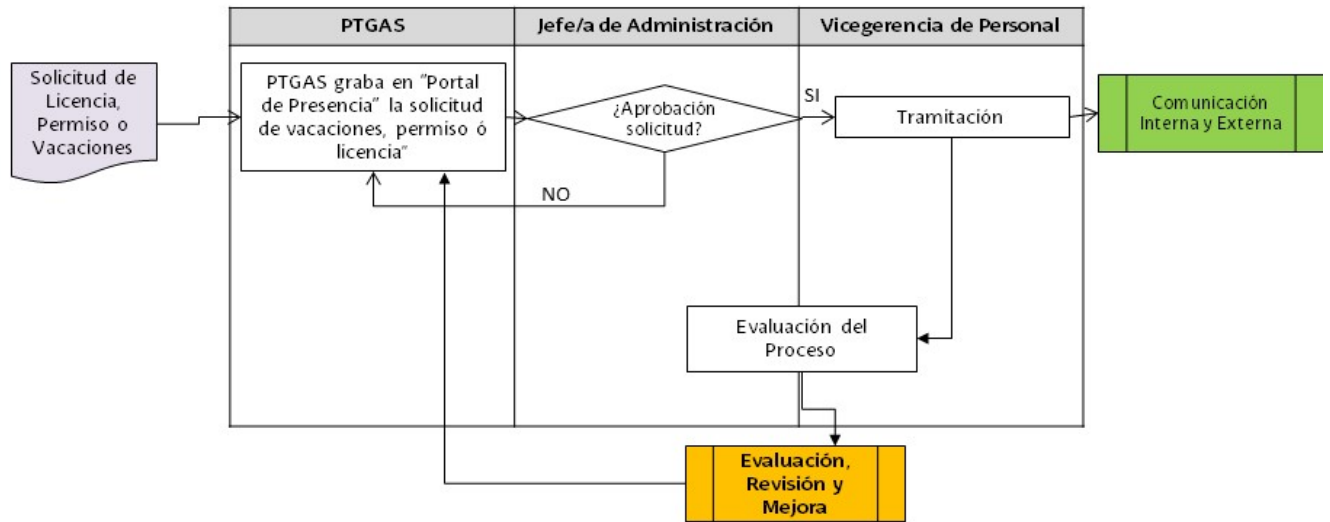 PTGAS
Jefe/a de Administración
Vicegerencia de Personal
Solicitud de
Licencia,
Permiso o
Vacaciones
PTGAS graba en “Portal
de Presencia” la solicitud
de vacaciones, permiso ó
licencia”
¿Aprobación
solicitud?
SI
Tramitación
Comunicación
Interna y Externa
NO
Evaluación del
Proceso
Evaluación,
Revisión y
Mejora